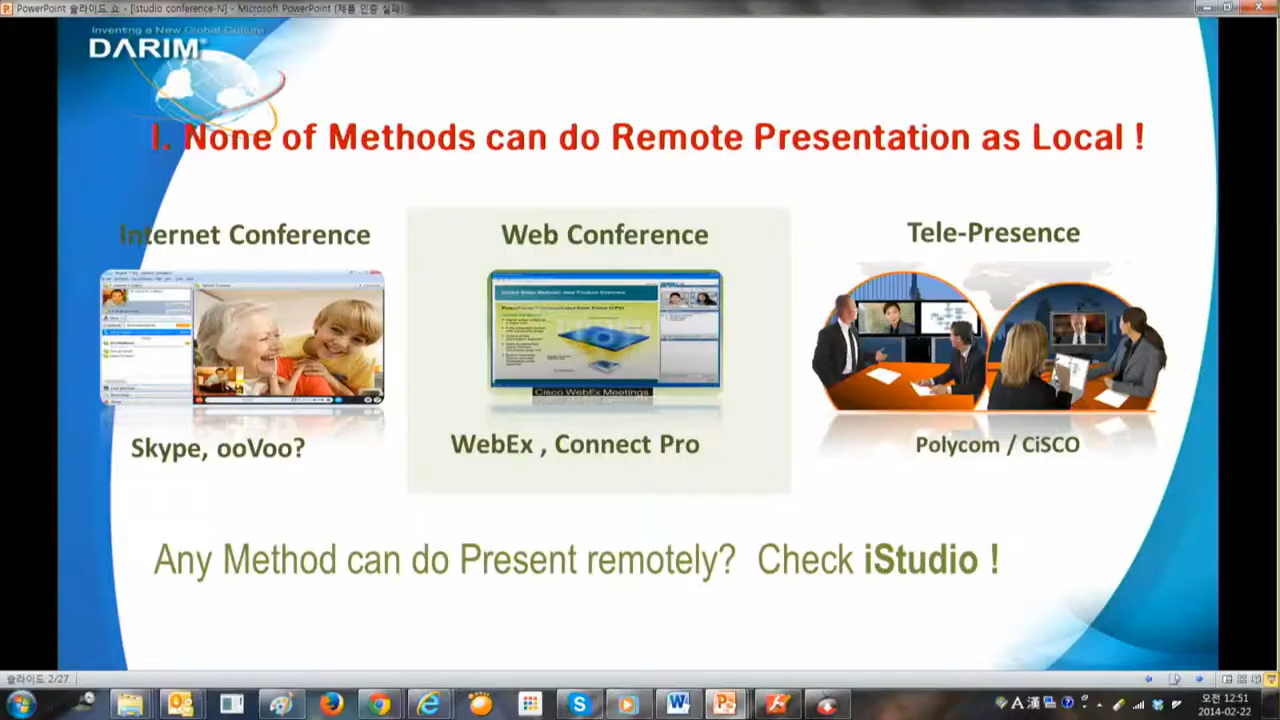 PowerPoint 슬라이드 쇼 - [istudio conference-N] - Microsoft PowerPoint (제품 인증 실패)
Inventing a New Global Culture
DARIM
I. None of Methods can do Remote Presentation as Local !
Internet Conference
Web Conference
Tele-Presence
Cisco WebEx Meetings
Skype, ooVoo?
WebEx , Connect Pro
Polycom / CiSCO
Any Method can do Present remotely? Check iStudio !
슬라이드 2/27
A 漢
오전 12:51
2014-02-22